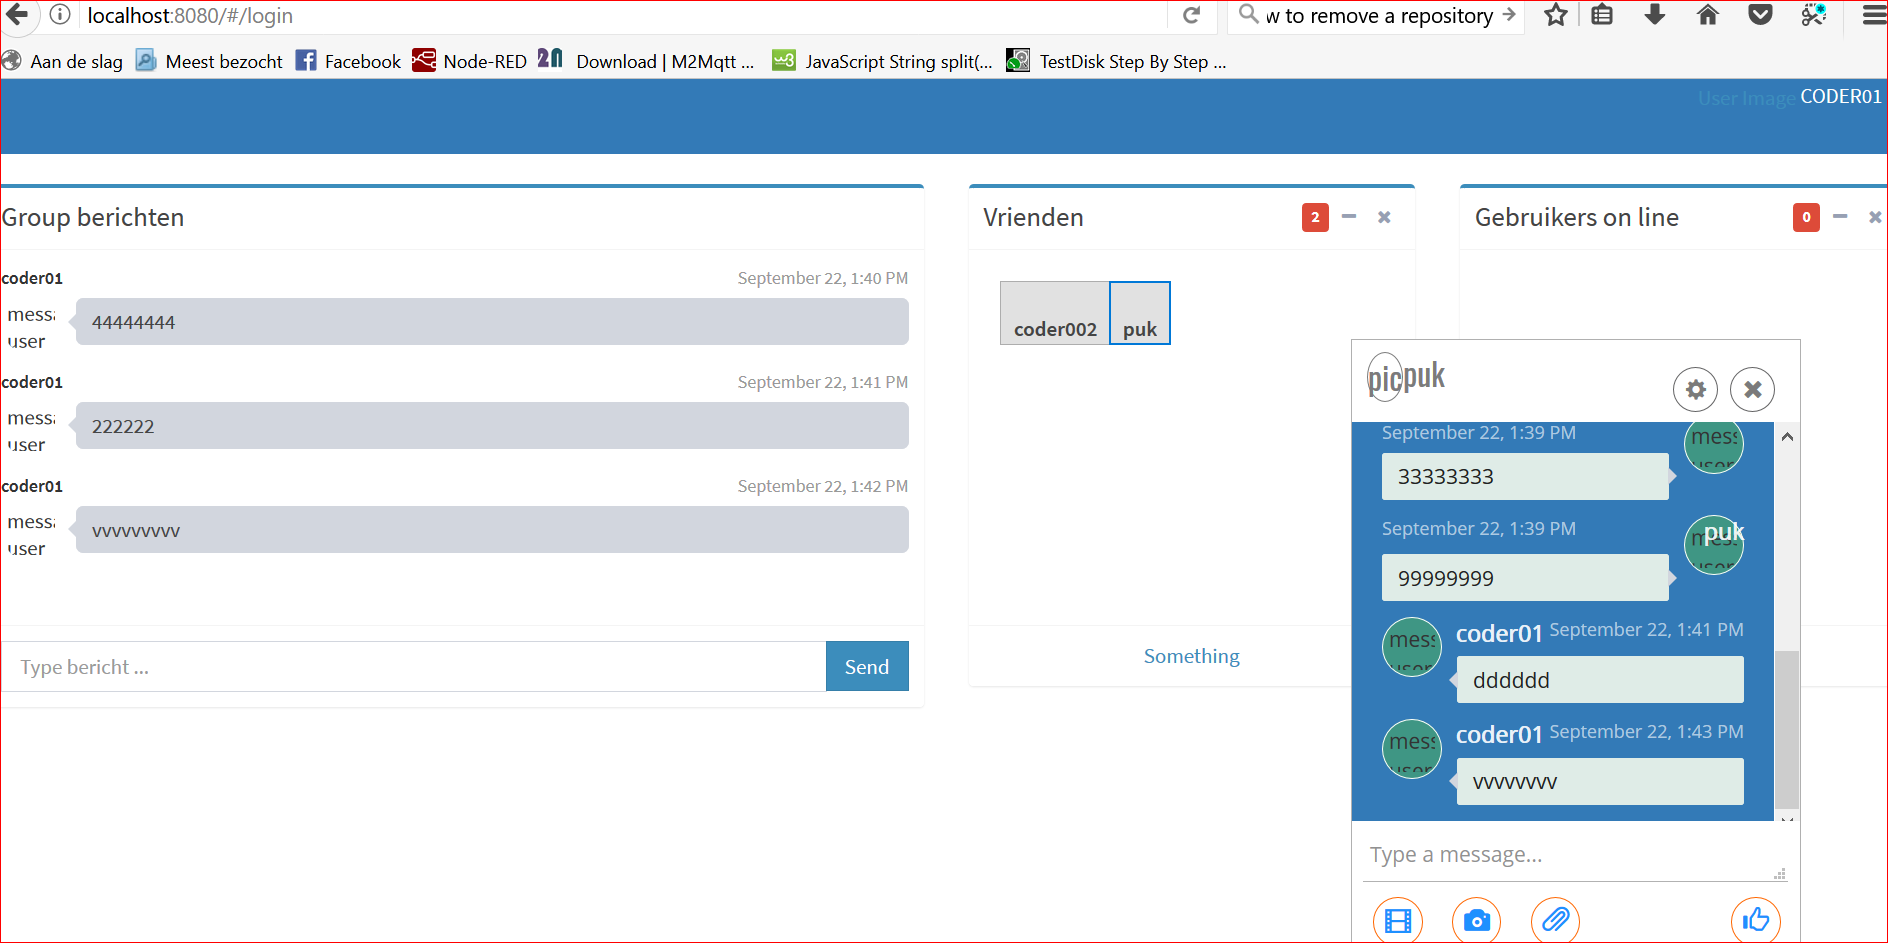 localhost:8080/#/login
w to remove a repository
Aan de slag Meest bezocht Facebook Node-RED Download | M2Mqtt ... JavaScript String split(... TestDisk Step By Step ...
User Image CODER01
Group berichten
coder01 September 22, 1:40 PM
mess
user
44444444
coder01 September 22, 1:41 PM
mess
user
222222
coder01 September 22, 1:42 PM
mess
user
vvvvvvvvv
Type bericht ... Send
Vrienden 2
coder002 puk
Something
Gebruikers on line 0
pic puk
September 22, 1:39 PM
mess
user
33333333
September 22, 1:39 PM
puk
mess
user
99999999
coder01 September 22, 1:41 PM
mess
user
dddddd
coder01 September 22, 1:43 PM
mess
user
vvvvvvvv
Type a message...